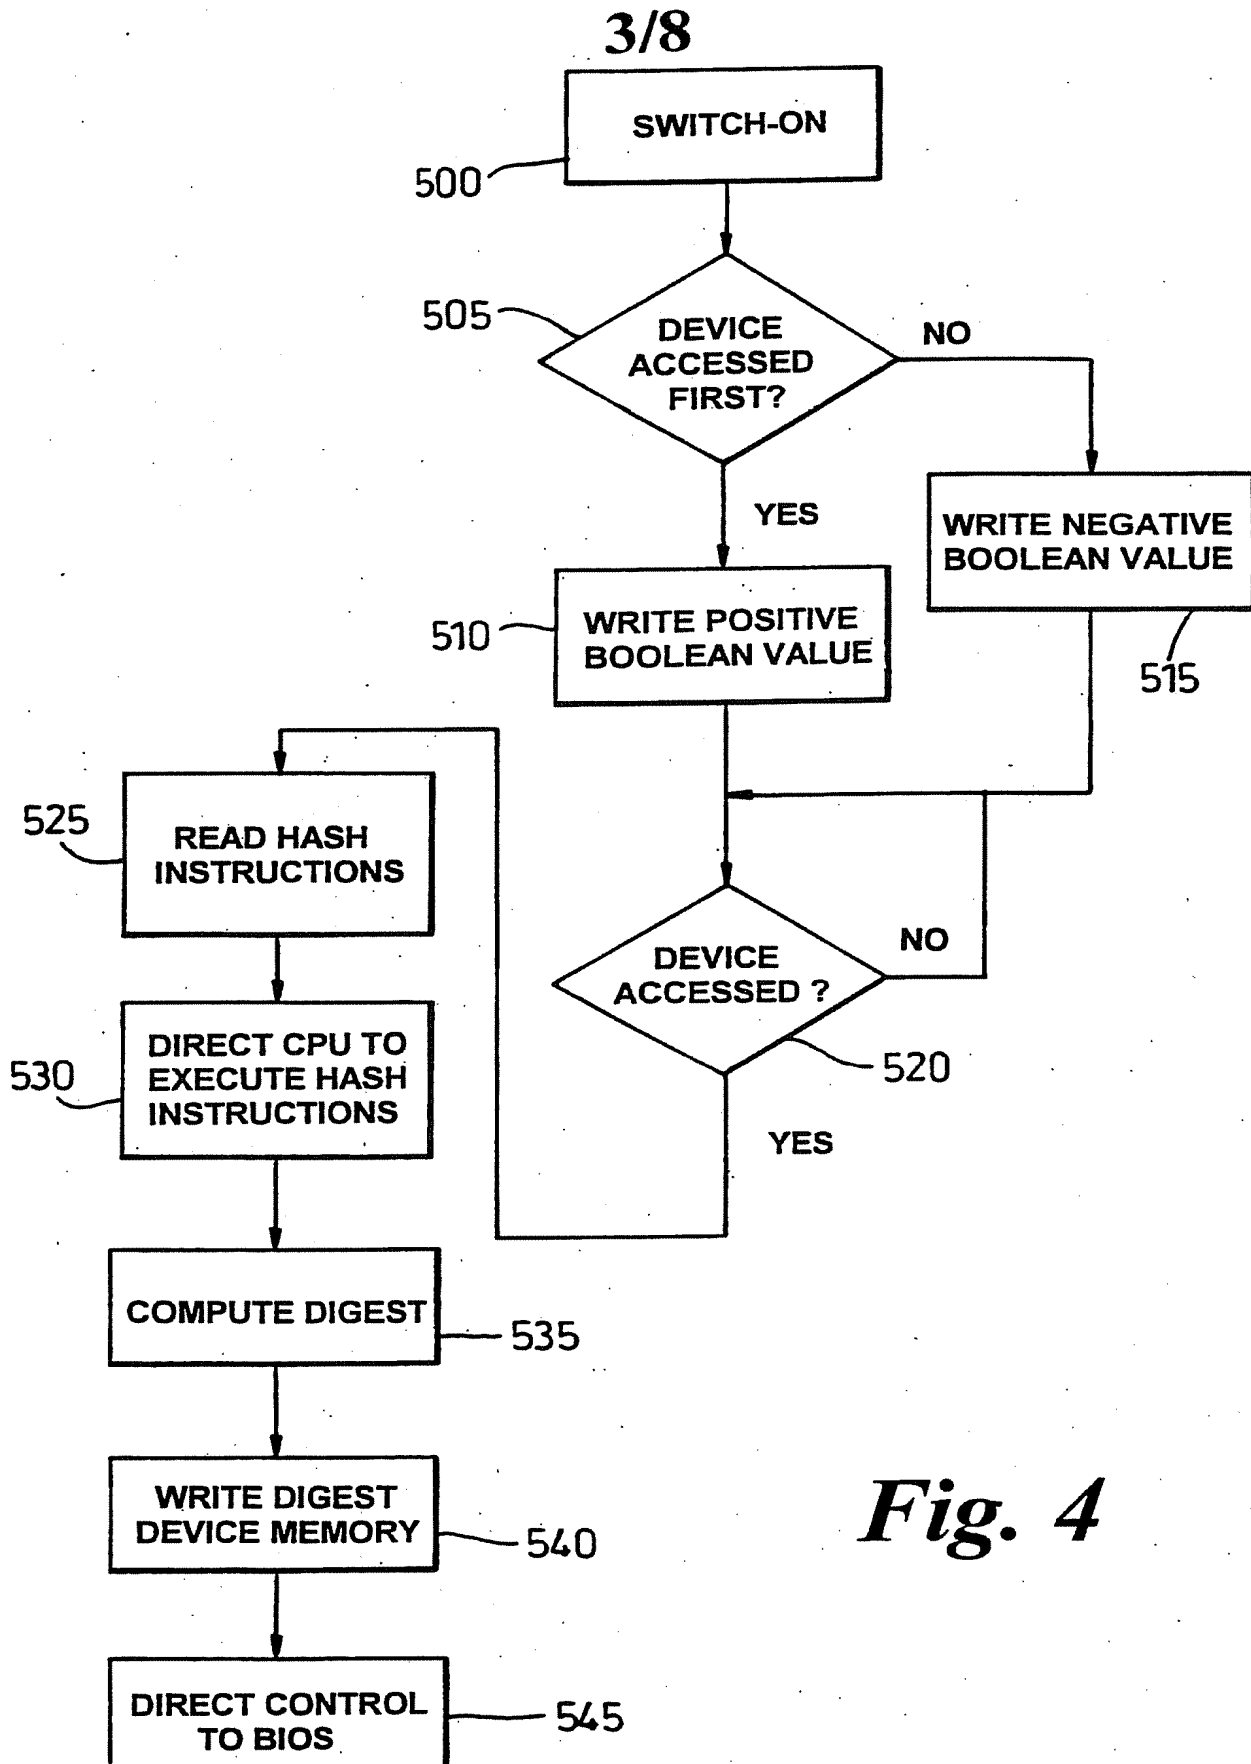 3/8
SWITCH-ON
500
505
DEVICE
ACCESSED
FIRST?
NO
YES
WRITE NEGATIVE
BOOLEAN VALUE
515
510
WRITE POSITIVE
BOOLEAN VALUE
525
READ HASH
INSTRUCTIONS
DEVICE
ACCESSED ?
NO
520
YES
530
DIRECT CPU TO
EXECUTE HASH
INSTRUCTIONS
COMPUTE DIGEST
535
WRITE DIGEST
DEVICE MEMORY
540
DIRECT CONTROL
TO BIOS
545
Fig. 4